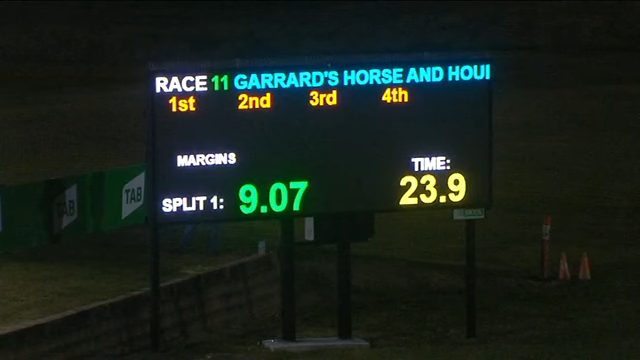 RACE 11 GARRARD'S HORSE AND HOUI
1st 2nd 3rd 4th
MARGINS
TIME:
SPLIT 1: 9.07 23.9
TAB
TAB